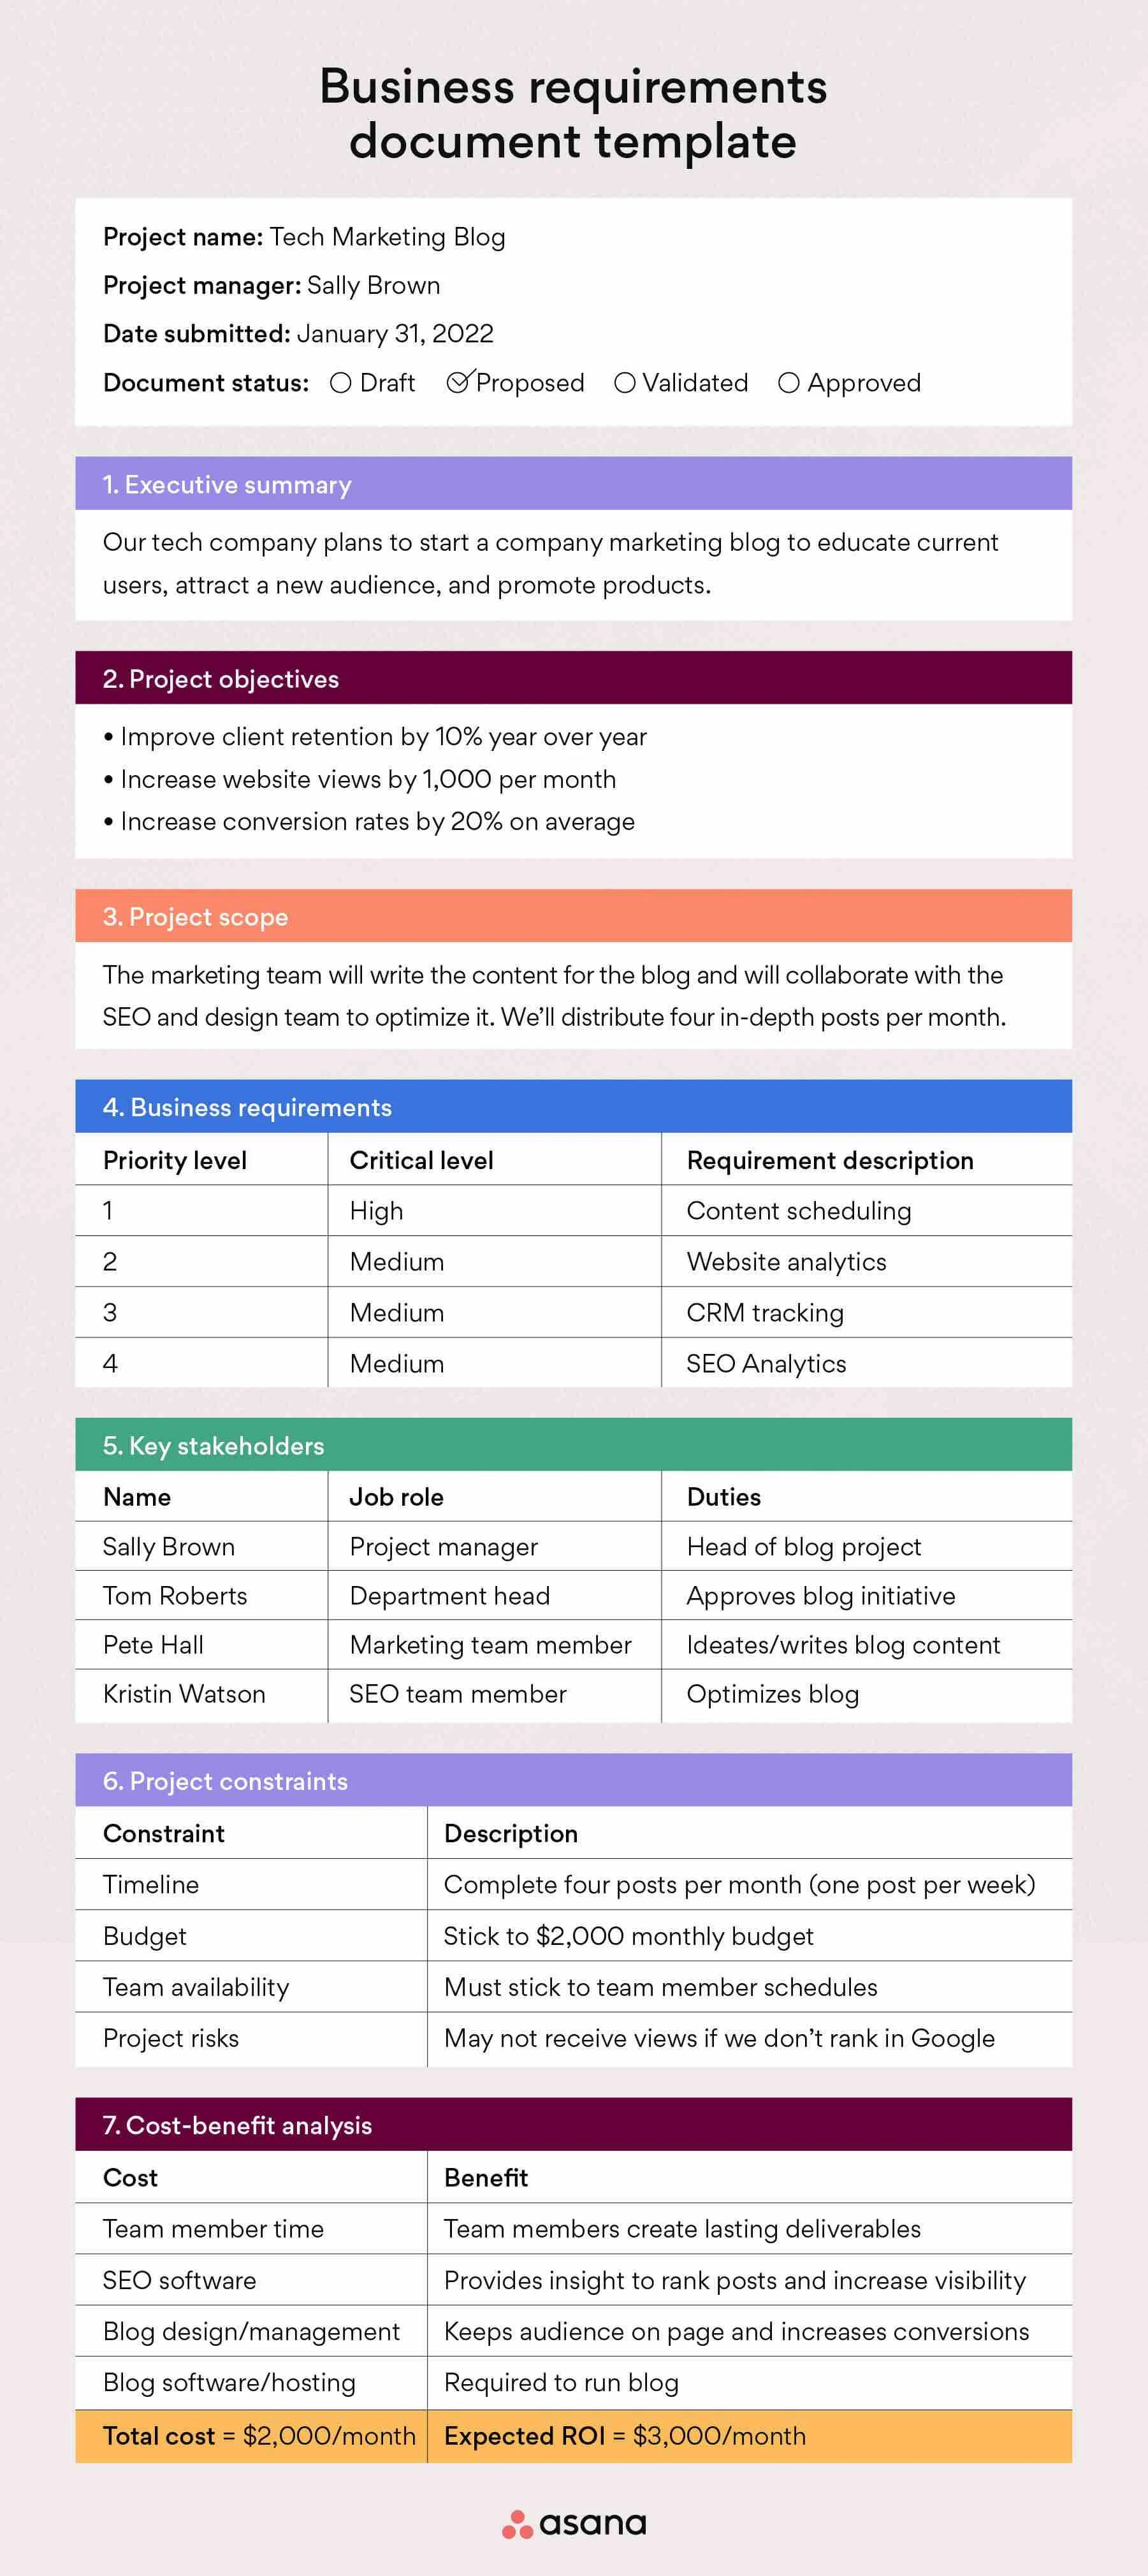 Business requirements
document template
Project name: Tech Marketing Blog
Project manager: Sally Brown
Date submitted: January 31, 2022
Document status: Draft Proposed Validated Approved
1. Executive summary
Our tech company plans to start a company marketing blog to educate current
users, attract a new audience, and promote products.
2. Project objectives
• Improve client retention by 10% year over year
• Increase website views by 1,000 per month
• Increase conversion rates by 20% on average
3. Project scope
The marketing team will write the content for the blog and will collaborate with the
SEO and design team to optimize it. We’ll distribute four in-depth posts per month.
4. Business requirements
Priority level Critical level Requirement description
1 High Content scheduling
2 Medium Website analytics
3 Medium CRM tracking
4 Medium SEO Analytics
5. Key stakeholders
Name Job role Duties
Sally Brown Project manager Head of blog project
Tom Roberts Department head Approves blog initiative
Pete Hall Marketing team member Ideates/writes blog content
Kristin Watson SEO team member Optimizes blog
6. Project constraints
Constraint Description
Timeline Complete four posts per month (one post per week)
Budget Stick to $2,000 monthly budget
Team availability Must stick to team member schedules
Project risks May not receive views if we don’t rank in Google
7. Cost-benefit analysis
Cost Benefit
Team member time Team members create lasting deliverables
SEO software Provides insight to rank posts and increase visibility
Blog design/management Keeps audience on page and increases conversions
Blog software/hosting Required to run blog
Total cost = $2,000/month Expected ROI = $3,000/month
asana